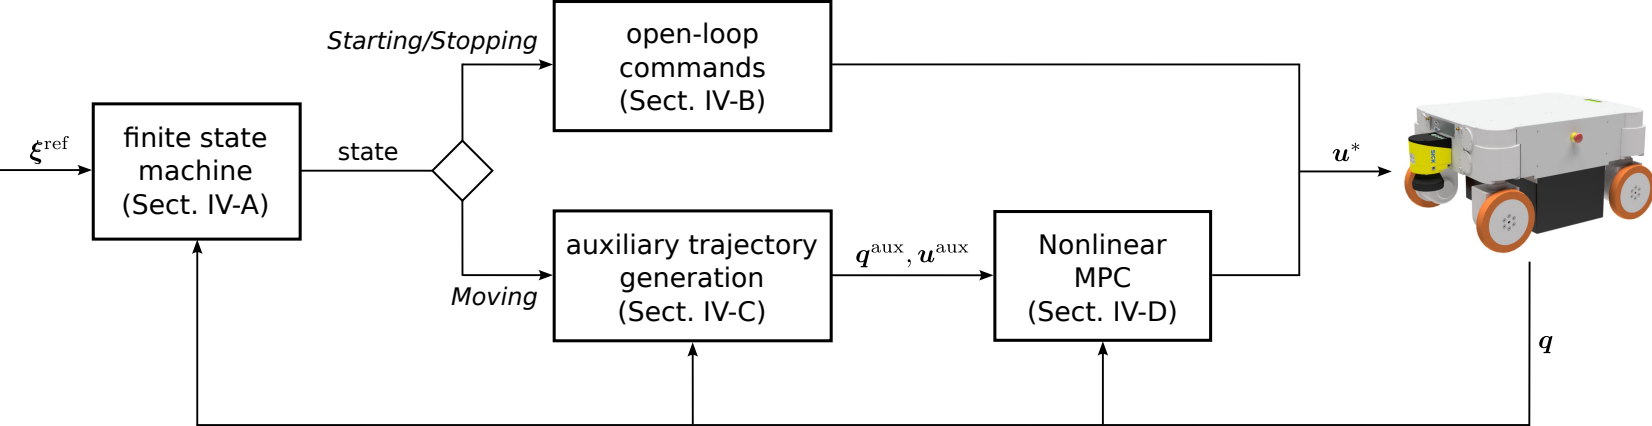 Starting/Stopping
open-loop
commands
(Sect. IV-B)
ξ^ref
finite state
machine
(Sect. IV-A)
state
u*
auxiliary trajectory
generation
(Sect. IV-C)
q^aux, u^aux
Nonlinear
MPC
(Sect. IV-D)
Moving
q
SICK